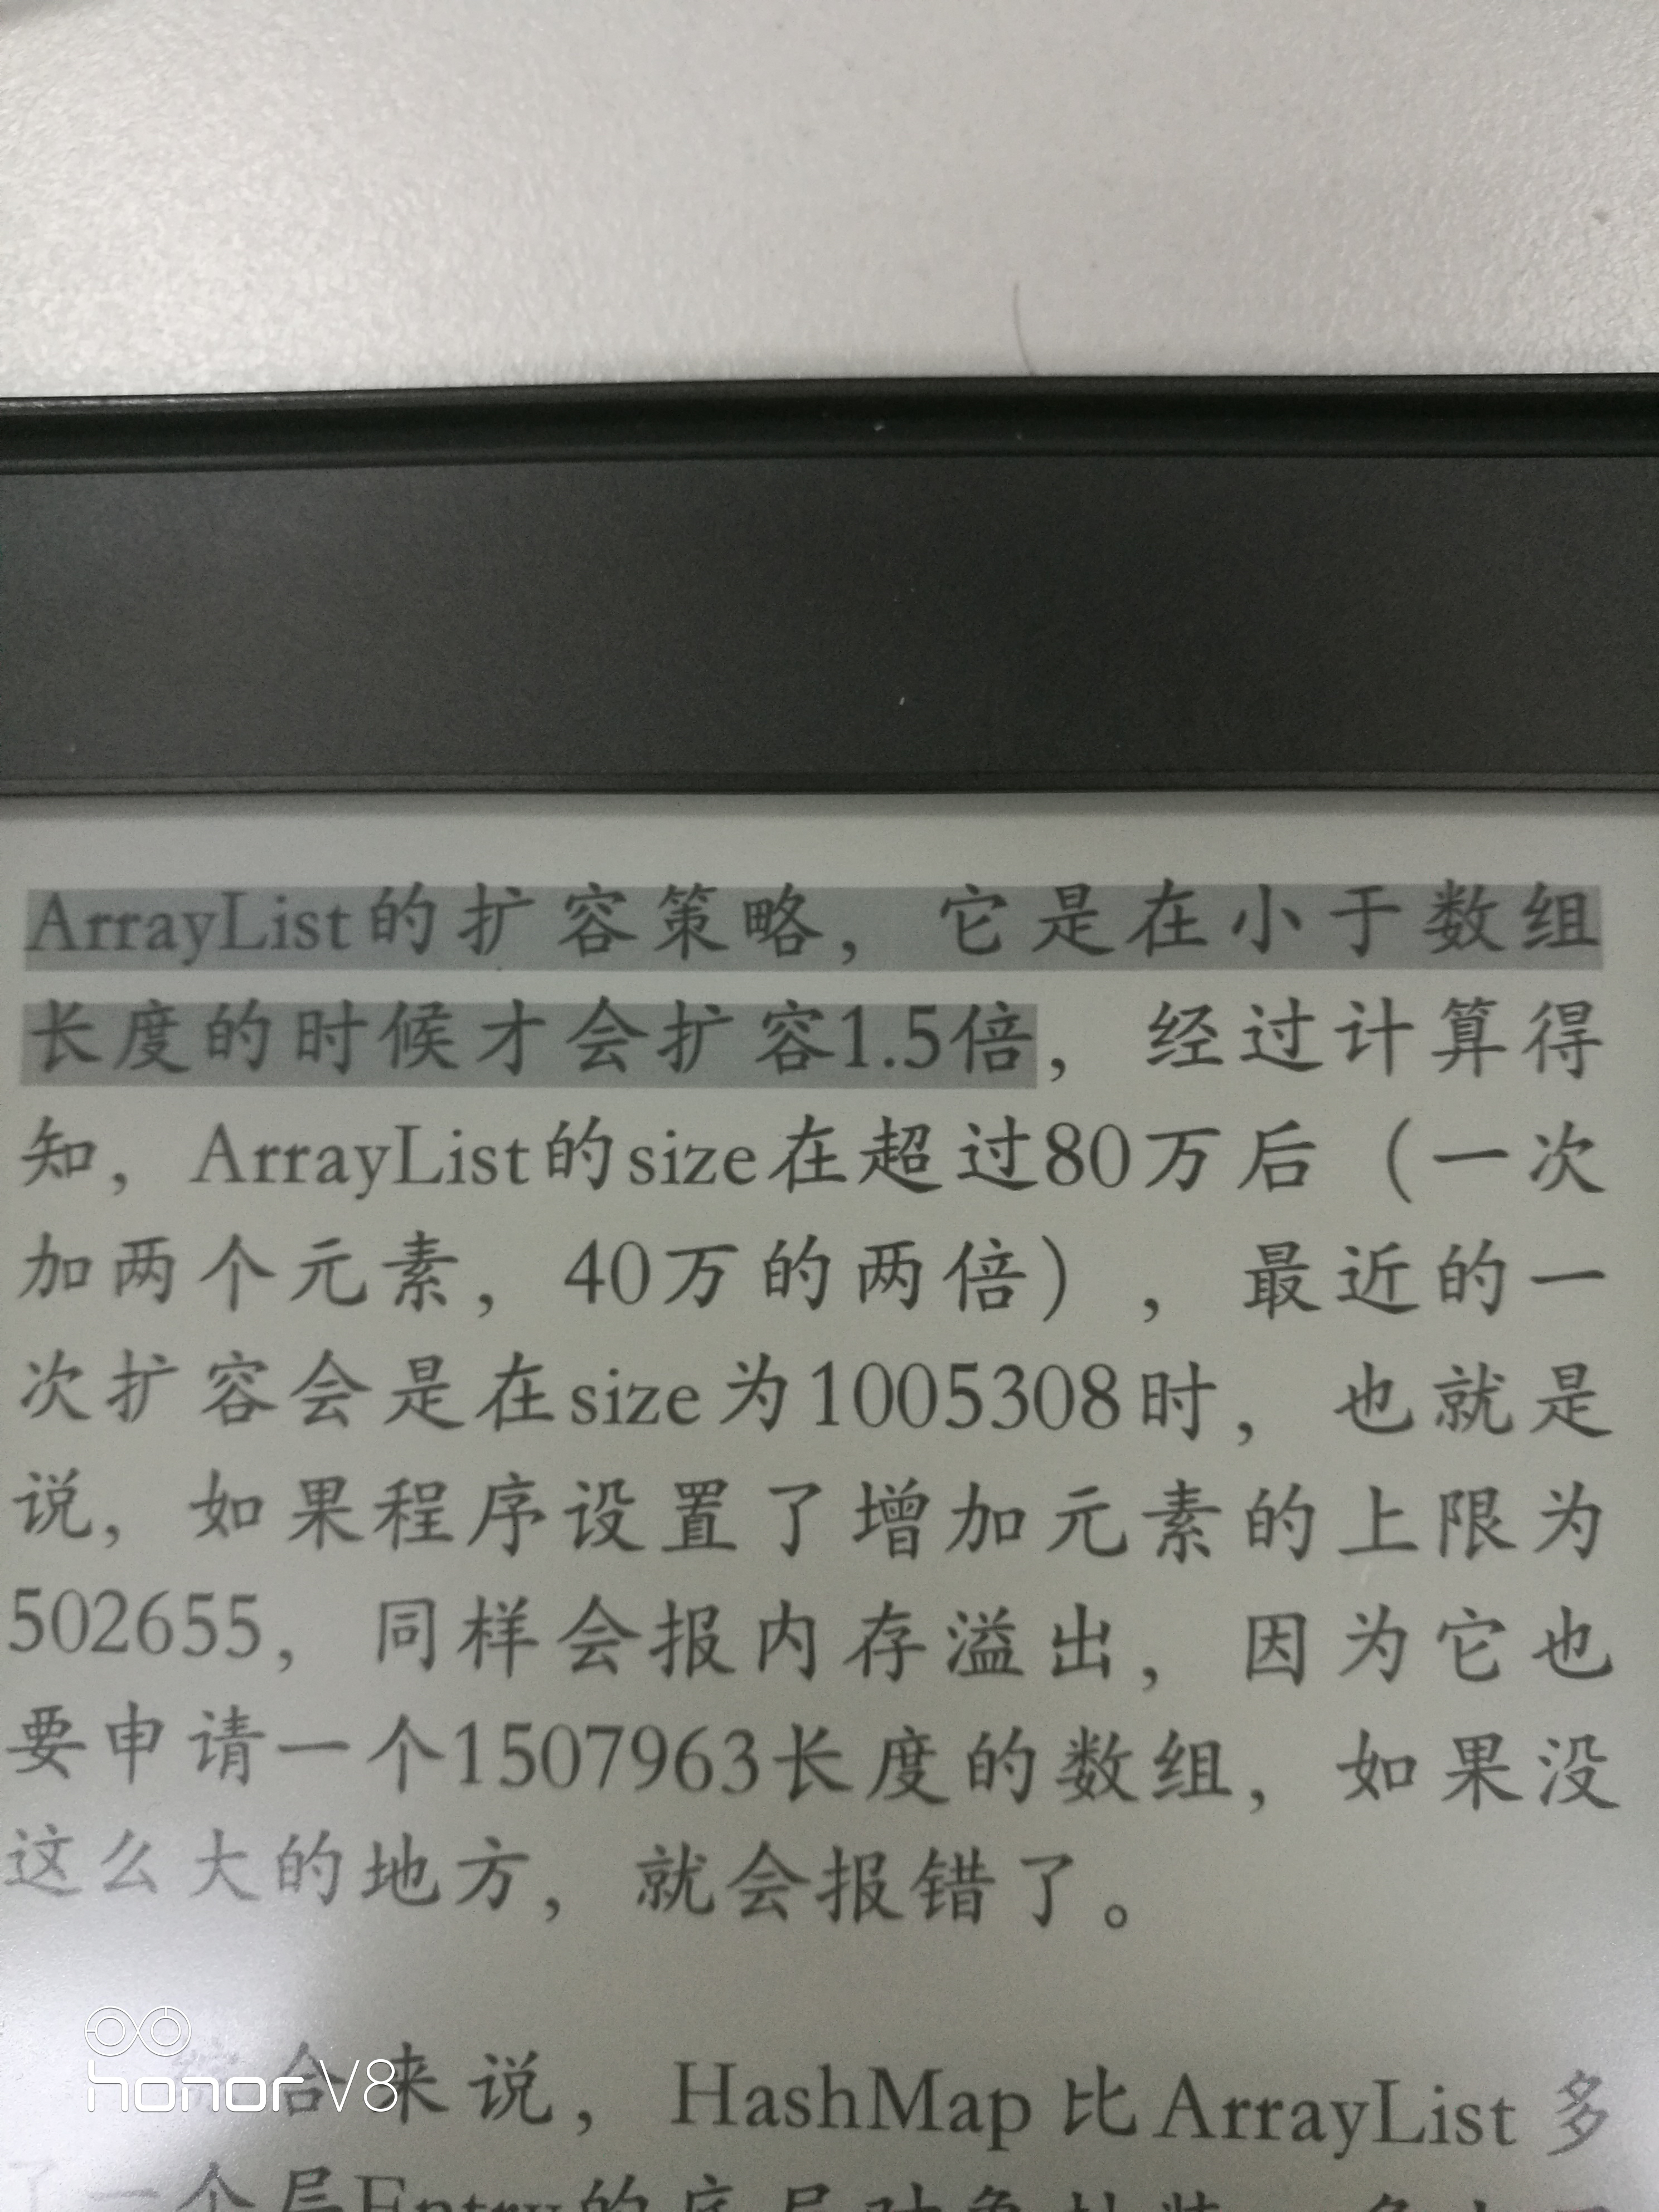 ArrayList的扩容策略，它是在小于数组
长度的时候才会扩容1.5倍，经过计算得
知，ArrayList的size在超过80万后（一次
加两个元素，40万的两倍），最近的一
次扩容会是在size为1005308时，也就是
说，如果程序设置了增加元素的上限为
502655，同样会报内存溢出，因为它也
要申请一个1507963长度的数组，如果没
这么大的地方，就会报错了。
综合来说，HashMap比ArrayList多
了一个层Entry的底层对象封装
honor V8